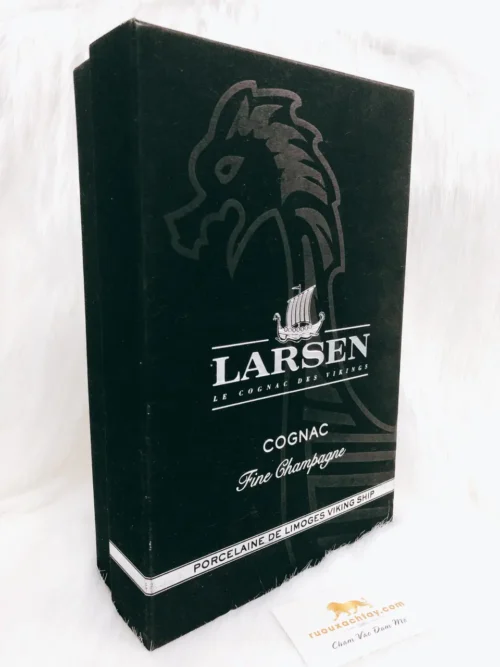 LARSEN
LE COGNAC DES VIKINGS
COGNAC
Fine Champagne
PORCELAINE DE LIMOGES VIKING SHIP
ruouxachtay.com
Chạm Vào Đam Mê